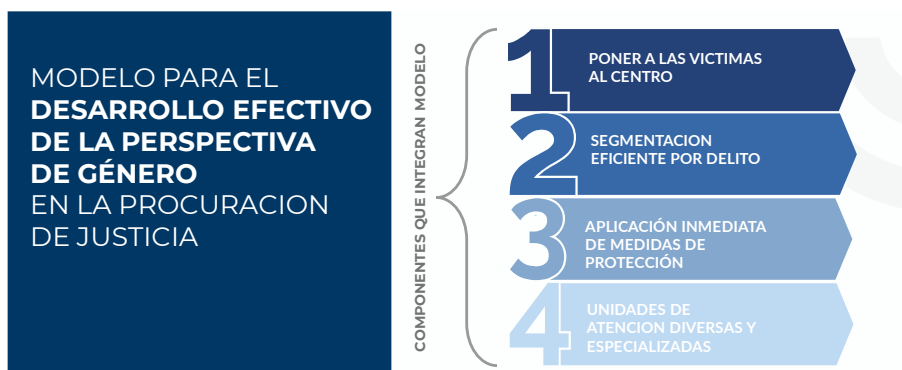 MODELO PARA EL
DESARROLLO EFECTIVO
DE LA PERSPECTIVA
DE GÉNERO
EN LA PROCURACION
DE JUSTICIA
COMPONENTES QUE INTEGRAN MODELO
1
PONER A LAS VICTIMAS
AL CENTRO
2
SEGMENTACION
EFICIENTE POR DELITO
3
APLICACIÓN INMEDIATA
DE MEDIDAS DE
PROTECCIÓN
4
UNIDADES DE
ATENCION DIVERSAS Y
ESPECIALIZADAS